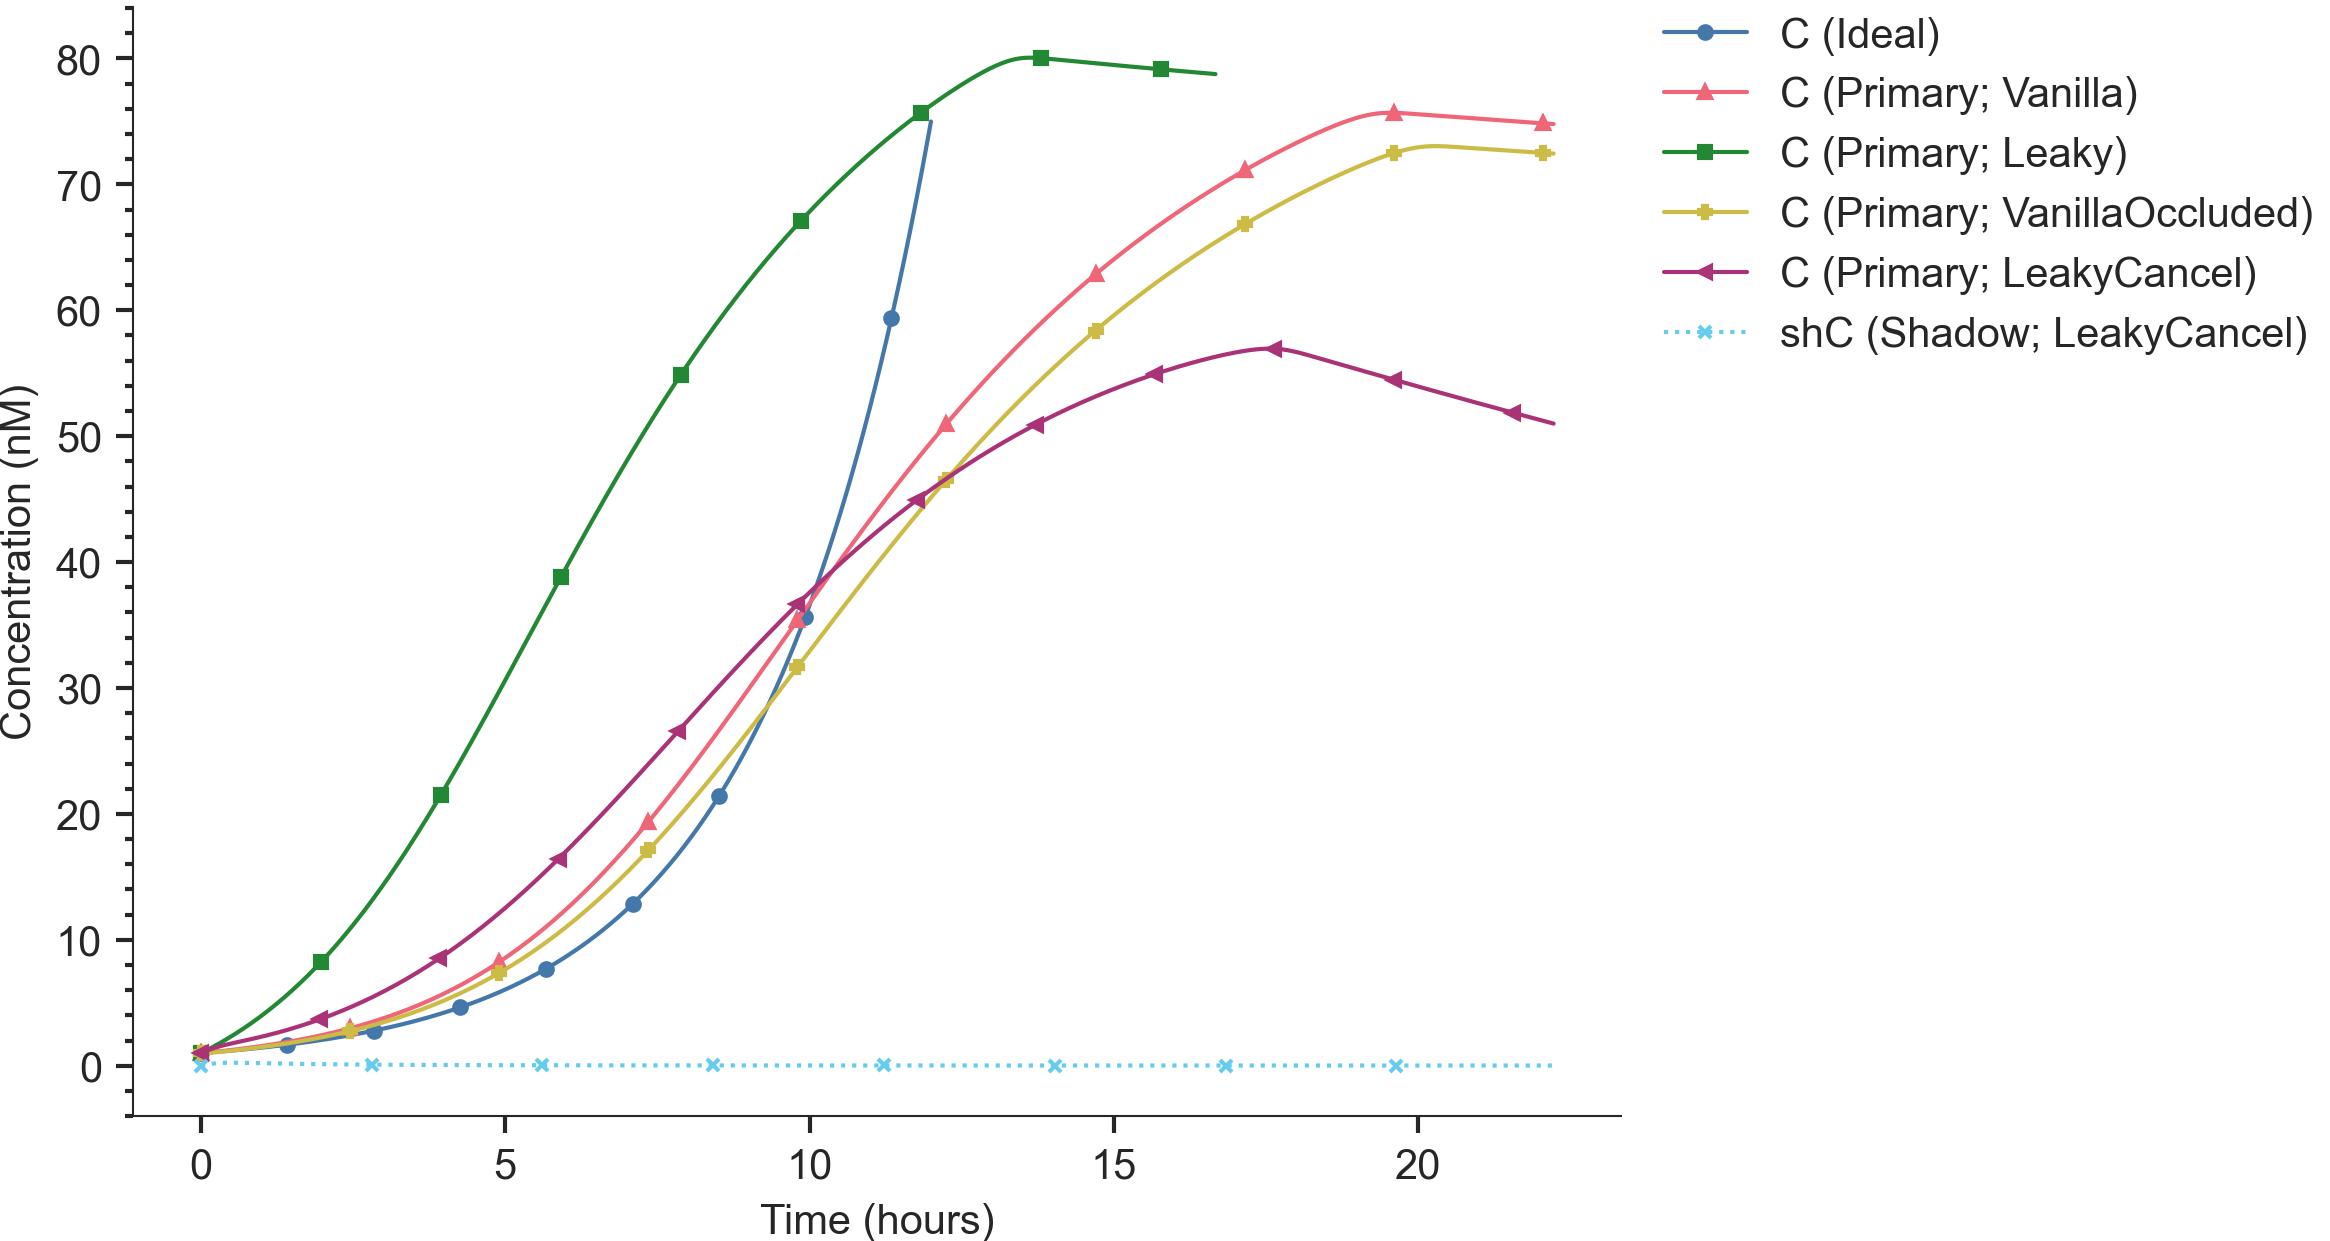 C (Ideal)
C (Primary; Vanilla)
C (Primary; Leaky)
C (Primary; VanillaOccluded)
C (Primary; LeakyCancel)
shC (Shadow; LeakyCancel)
Concentration (nM)
80
70
60
50
40
30
20
10
0
0 5 10 15 20
Time (hours)